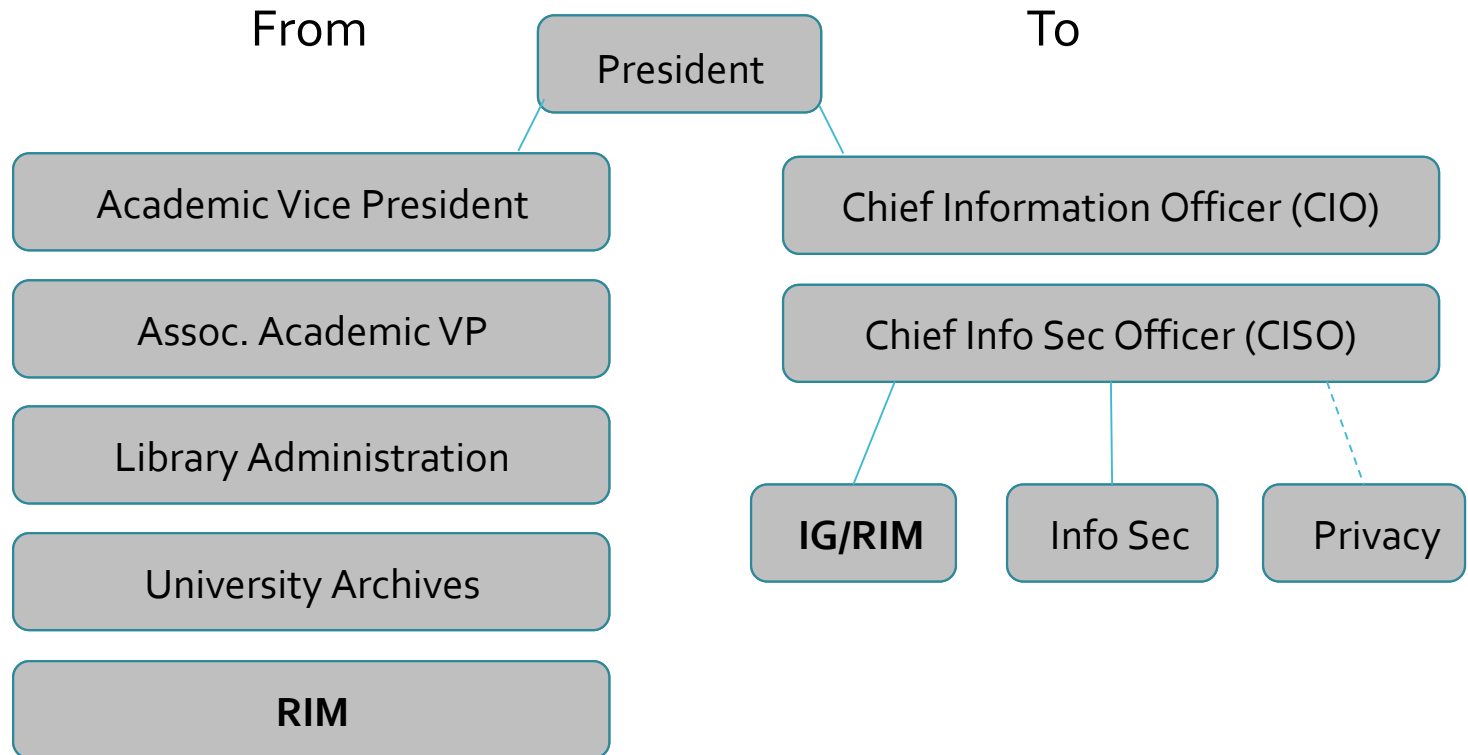 From
To
President
Academic Vice President
Assoc. Academic VP
Library Administration
University Archives
RIM
Chief Information Officer (CIO)
Chief Info Sec Officer (CISO)
IG/RIM
Info Sec
Privacy